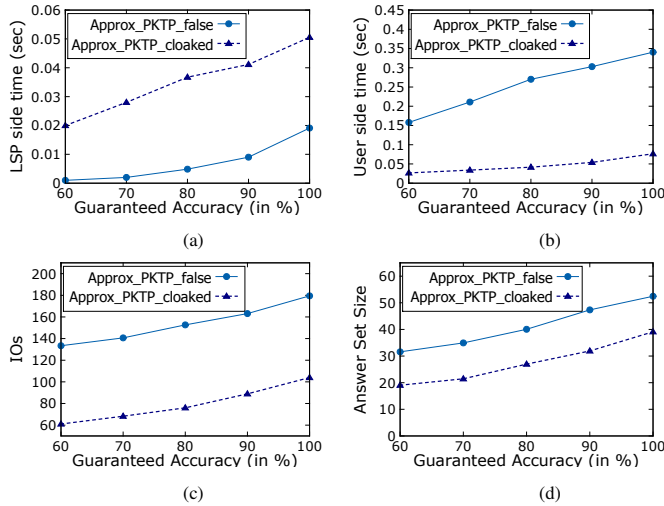 Approx_PKTP_false
Approx_PKTP_cloaked
LSP side time (sec)
0.06
0.05
0.04
0.03
0.02
0.01
0
60 70 80 90 100
Guaranteed Accuracy (in %)
(a)
Approx_PKTP_false
Approx_PKTP_cloaked
User side time (sec)
0.45
0.4
0.35
0.3
0.25
0.2
0.15
0.1
0.05
0
60 70 80 90 100
Guaranteed Accuracy (in %)
(b)
Approx_PKTP_false
Approx_PKTP_cloaked
IOs
200
180
160
140
120
100
80
60
60 70 80 90 100
Guaranteed Accuracy (in %)
(c)
Approx_PKTP_false
Approx_PKTP_cloaked
Answer Set Size
60
50
40
30
20
10
0
60 70 80 90 100
Guaranteed Accuracy (in %)
(d)